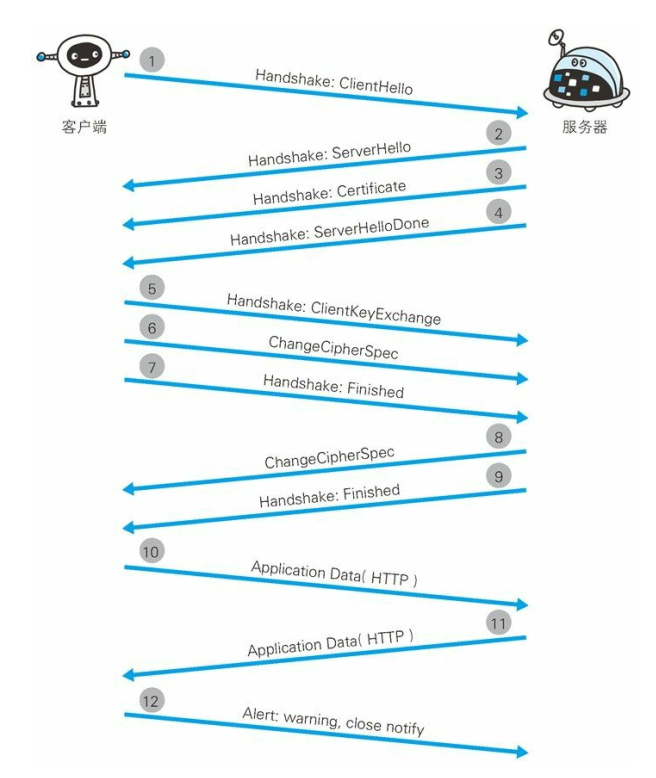 1
Handshake: ClientHello
客户端
服务器
2
Handshake: ServerHello
3
Handshake: Certificate
4
Handshake: ServerHelloDone
5
Handshake: ClientKeyExchange
6
ChangeCipherSpec
7
Handshake: Finished
8
ChangeCipherSpec
9
Handshake: Finished
10
Application Data( HTTP )
11
Application Data( HTTP )
12
Alert: warning, close notify